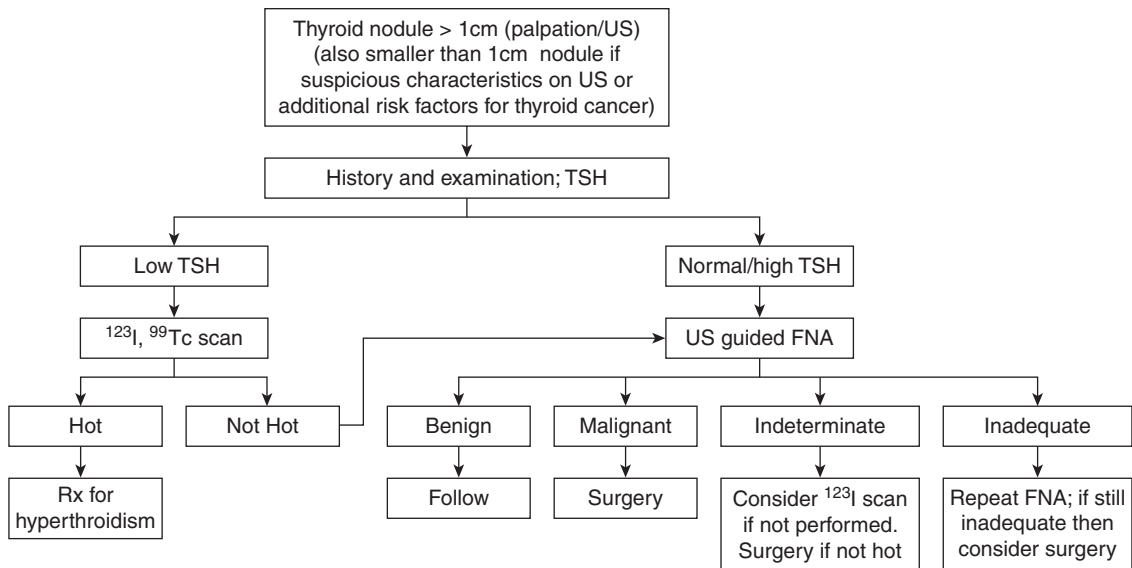 Thyroid nodule > 1cm (palpation/US)
(also smaller than 1cm nodule if
suspicious characteristics on US or
additional risk factors for thyroid cancer)
History and examination; TSH
Low TSH
Normal/high TSH
¹²³I, ⁹⁹Tc scan
US guided FNA
Hot
Not Hot
Benign
Malignant
Indeterminate
Inadequate
Rx for
hyperthroidism
Follow
Surgery
Consider ¹²³I scan
if not performed.
Surgery if not hot
Repeat FNA; if still
inadequate then
consider surgery